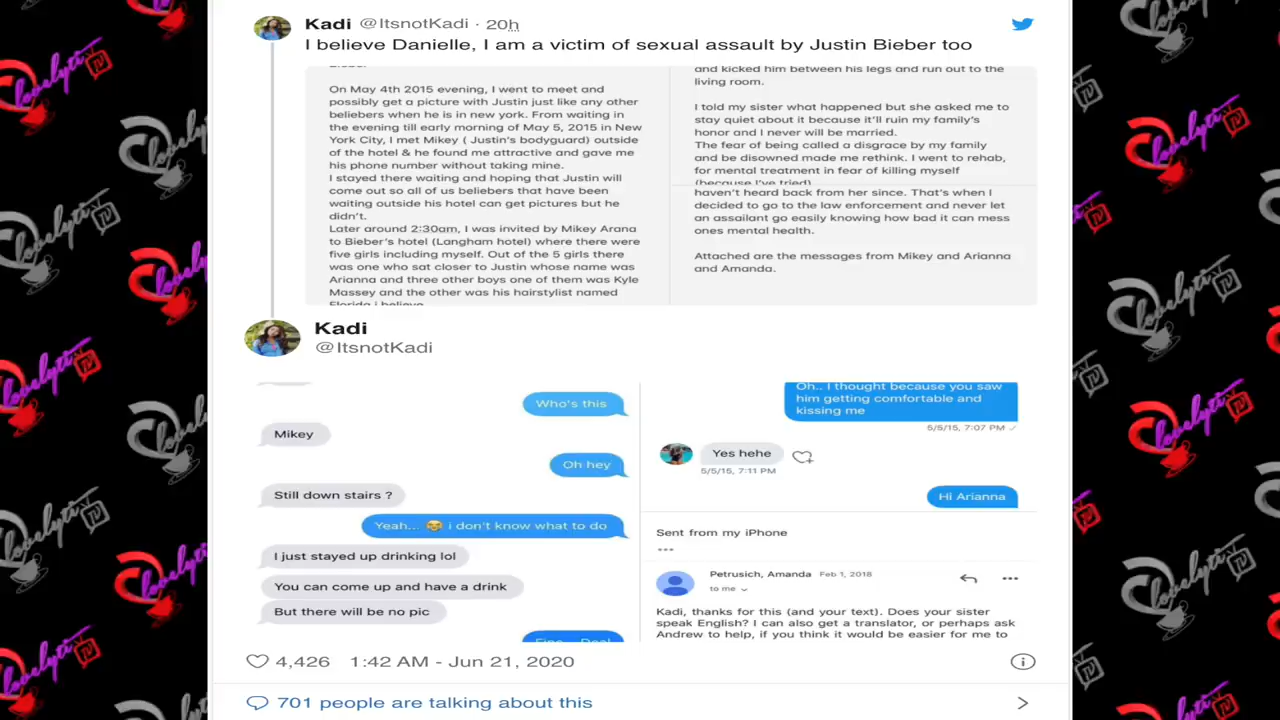 Kadi @ItsnotKadi · 20h
I believe Danielle, I am a victim of sexual assault by Justin Bieber too
On May 4th 2015 evening, I went to meet and
possibly get a picture with Justin just like any other
beliebers when he is in new york. From waiting in
the evening till early morning of May 5, 2015 in New
York City, I met Mikey ( Justin's bodyguard) outside
of the hotel & he found me attractive and gave me
his phone number without taking mine.
I stayed there waiting and hoping that Justin will
come out so all of us beliebers that have been
waiting outside his hotel can get pictures but he
didn't.
Later around 2:30am, I was invited by Mikey Arana
to Bieber's hotel (Langham hotel) where there were
five girls including myself. Out of the 5 girls there
was one who sat closer to Justin whose name was
Arianna and three other boys one of them was Kyle
Massey and the other was his hairstylist named
Florida i believe
and kicked him between his legs and run out to the
living room.
I told my sister what happened but she asked me to
stay quiet about it because it'll ruin my family's
honor and I never will be married.
The fear of being called a disgrace by my family
and be disowned made me rethink. I went to rehab,
for mental treatment in fear of killing myself
(because I've tried)
haven't heard back from her since. That's when I
decided to go to the law enforcement and never let
an assailant go easily knowing how bad it can mess
ones mental health.
Attached are the messages from Mikey and Arianna
and Amanda.
Kadi
@ItsnotKadi
Who's this
Mikey
Oh hey
Still down stairs ?
Yeah... 😂 i don't know what to do
I just stayed up drinking lol
You can come up and have a drink
But there will be no pic
Fine.. Deal
Oh.. I thought because you saw
him getting comfortable and
kissing me
5/5/15, 7:07 PM ✓
Yes hehe
5/5/15, 7:11 PM
Hi Arianna
Sent from my iPhone
•••
Petrusich, Amanda Feb 1, 2018
to me
Kadi, thanks for this (and your text). Does your sister
speak English? I can also get a translator, or perhaps ask
Andrew to help, if you think it would be easier for me to
4,426 1:42 AM - Jun 21, 2020
701 people are talking about this
Lovelyti